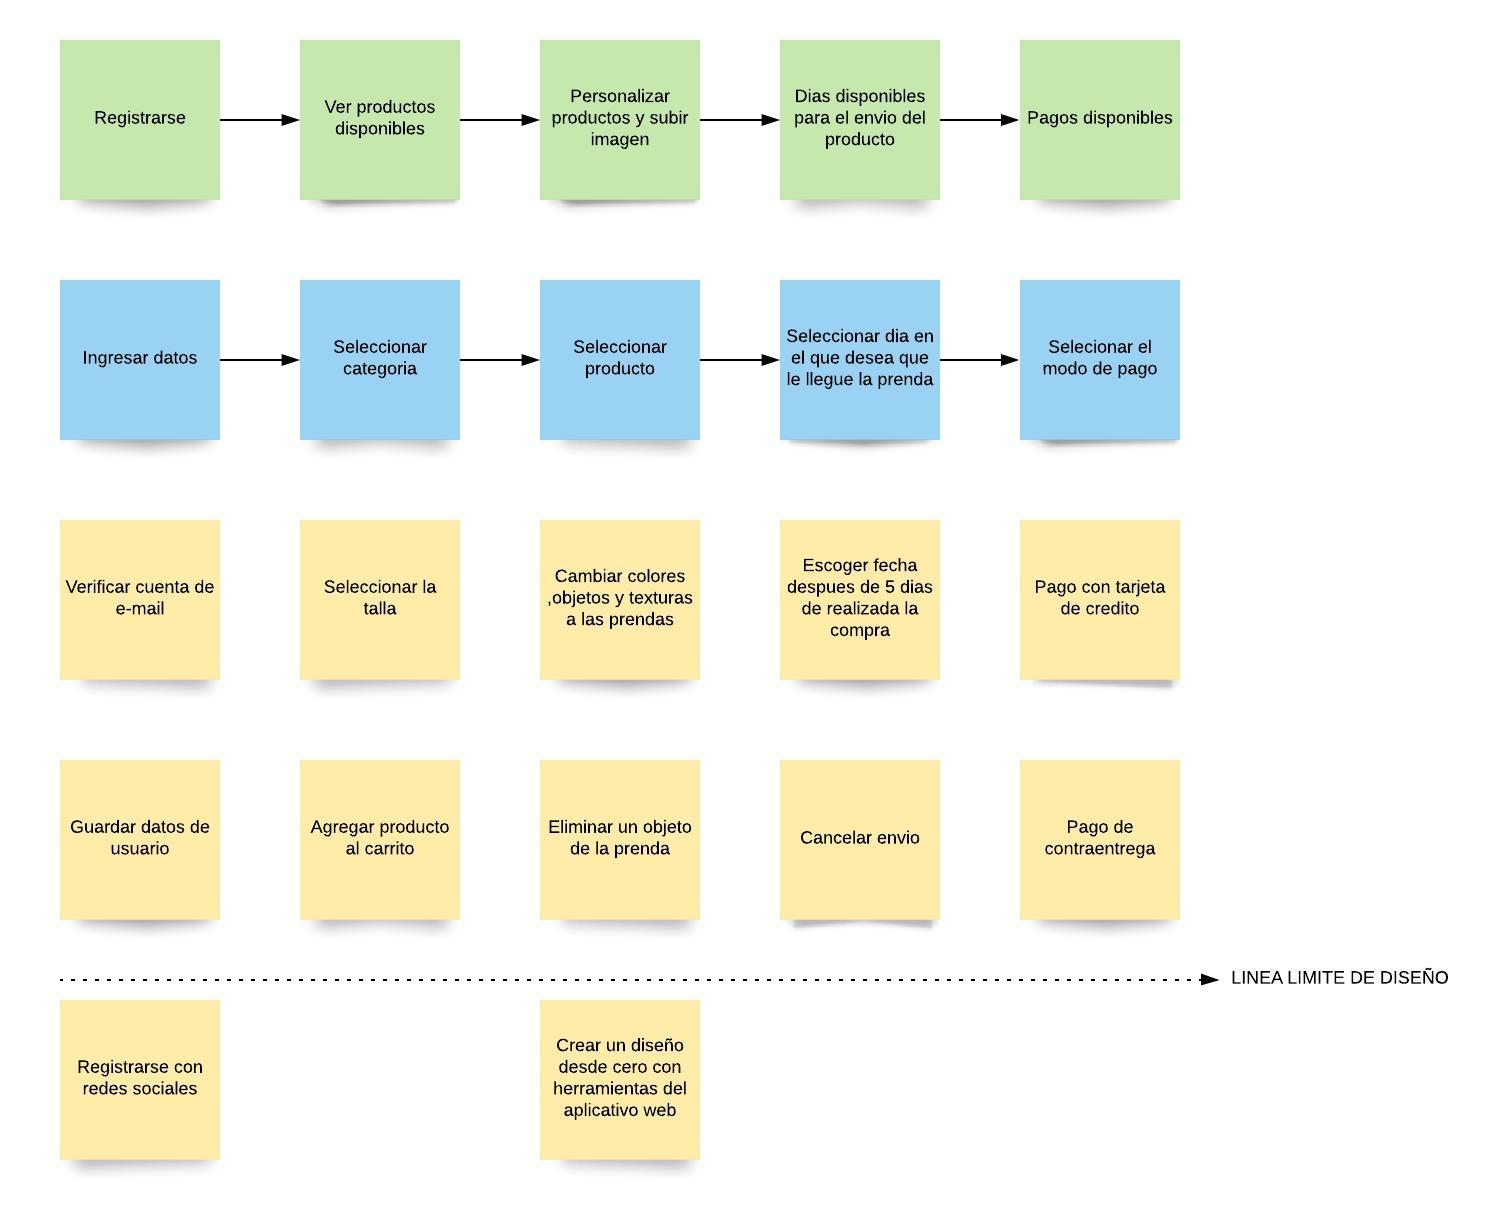 Registrarse
Ver productos
disponibles
Personalizar
productos y subir
imagen
Dias disponibles
para el envio del
producto
Pagos disponibles
Ingresar datos
Seleccionar
categoria
Seleccionar
producto
Seleccionar dia en
el que desea que
le llegue la prenda
Selecionar el
modo de pago
Verificar cuenta de
e-mail
Seleccionar la
talla
Cambiar colores
,objetos y texturas
a las prendas
Escoger fecha
despues de 5 dias
de realizada la
compra
Pago con tarjeta
de credito
Guardar datos de
usuario
Agregar producto
al carrito
Eliminar un objeto
de la prenda
Cancelar envio
Pago de
contraentrega
LINEA LIMITE DE DISEÑO
Registrarse con
redes sociales
Crear un diseño
desde cero con
herramientas del
aplicativo web